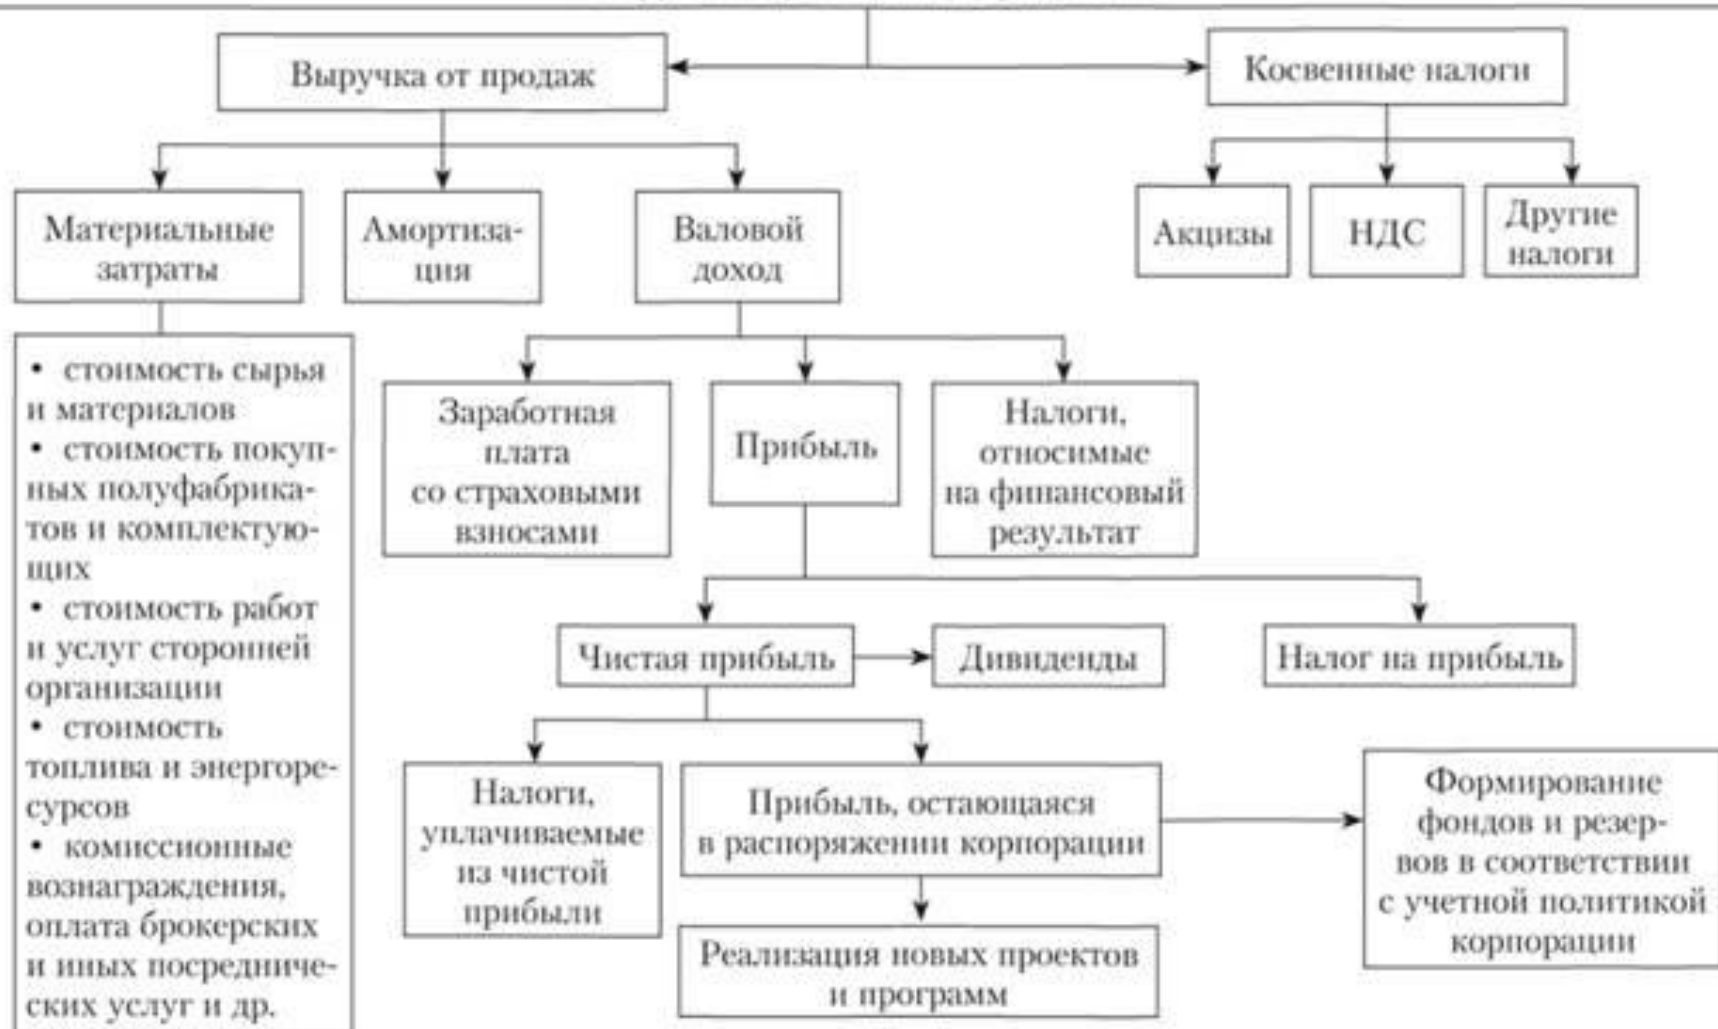 Выручка от продаж
Косвенные налоги
Материальные
затраты
Амортиза-
ция
Валовой
доход
Акцизы
НДС
Другие
налоги
• стоимость сырья
и материалов
• стоимость покуп-
ных полуфабрика-
тов и комплектую-
щих
• стоимость работ
и услуг сторонней
организации
• стоимость
топлива и энергоре-
сурсов
• комиссионные
вознаграждения,
оплата брокерских
и иных посредниче-
ских услуг и др.
Заработная
плата
со страховыми
взносами
Прибыль
Налоги,
относимые
на финансовый
результат
Чистая прибыль
Дивиденды
Налог на прибыль
Налоги,
уплачиваемые
из чистой
прибыли
Прибыль, остающаяся
в распоряжении корпорации
Формирование
фондов и резер-
вов в соответствии
с учетной политикой
корпорации
Реализация новых проектов
и программ